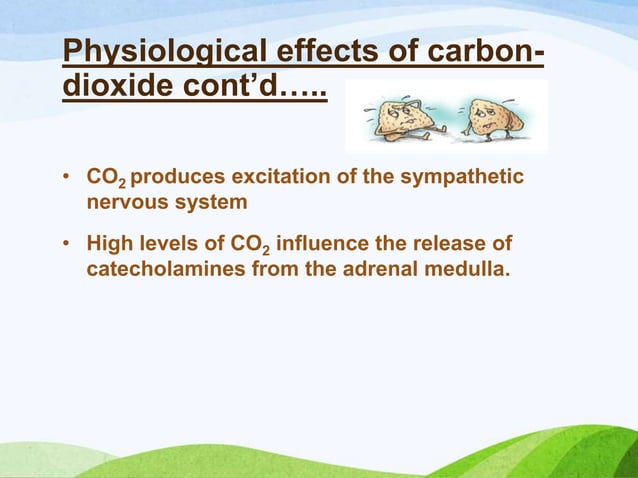 Physiological effects of carbon-
dioxide cont’d…..
• CO₂ produces excitation of the sympathetic
nervous system
• High levels of CO₂ influence the release of
catecholamines from the adrenal medulla.